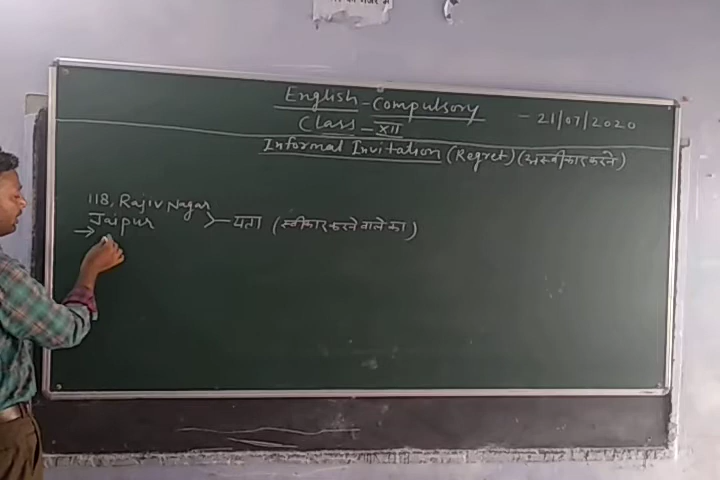 English - Compulsory - 21/07/2020
Class - XII
Informal Invitation (Regret) (अस्वीकार करने)
118, Rajiv Nagar
Jaipur
पता (स्वीकार करने वाले का)
→